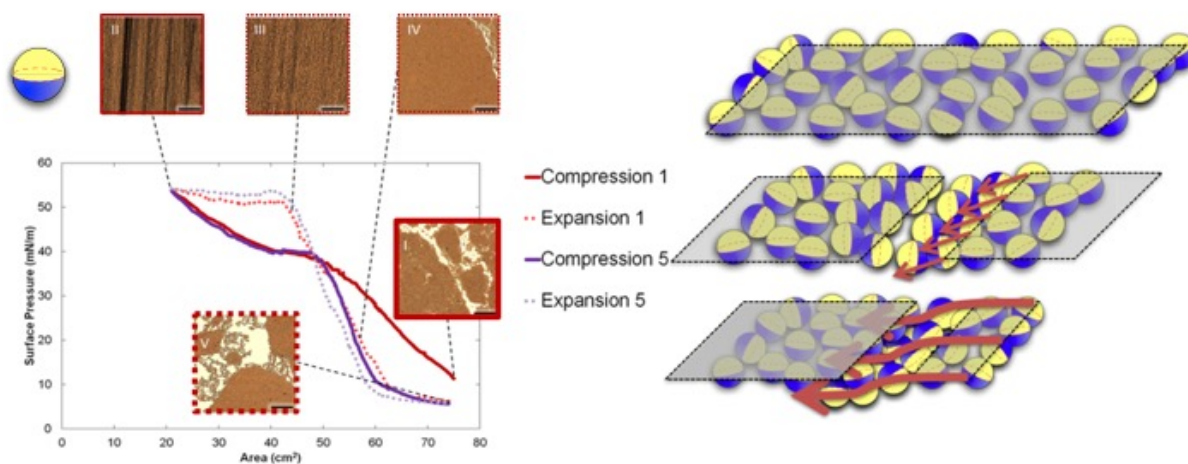 II
III
IV
60
50
40
30
20
10
0
Surface Pressure (mN/m)
0 10 20 30 40 50 60 70 80
Area (cm²)
I
V
Compression 1
Expansion 1
Compression 5
Expansion 5